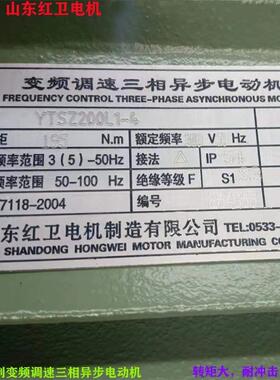 山东红卫电机
变频调速三相异步电动机
FREQUENCY CONTROL THREE-PHASE ASYNCHRONOUS M
YTSZ200L1-4
矩 195 N.m 额定频率
频率范围 3(5)-50Hz 接法 △ IP
频率范围 50-100 Hz 绝缘等级 F S1
7118-2004 编号
东红卫电机制造有限公司 TEL:0533-
SHANDONG HONGWEI MOTOR MANUFACTURING CO
列变频调速三相异步电动机
转矩大，耐冲击